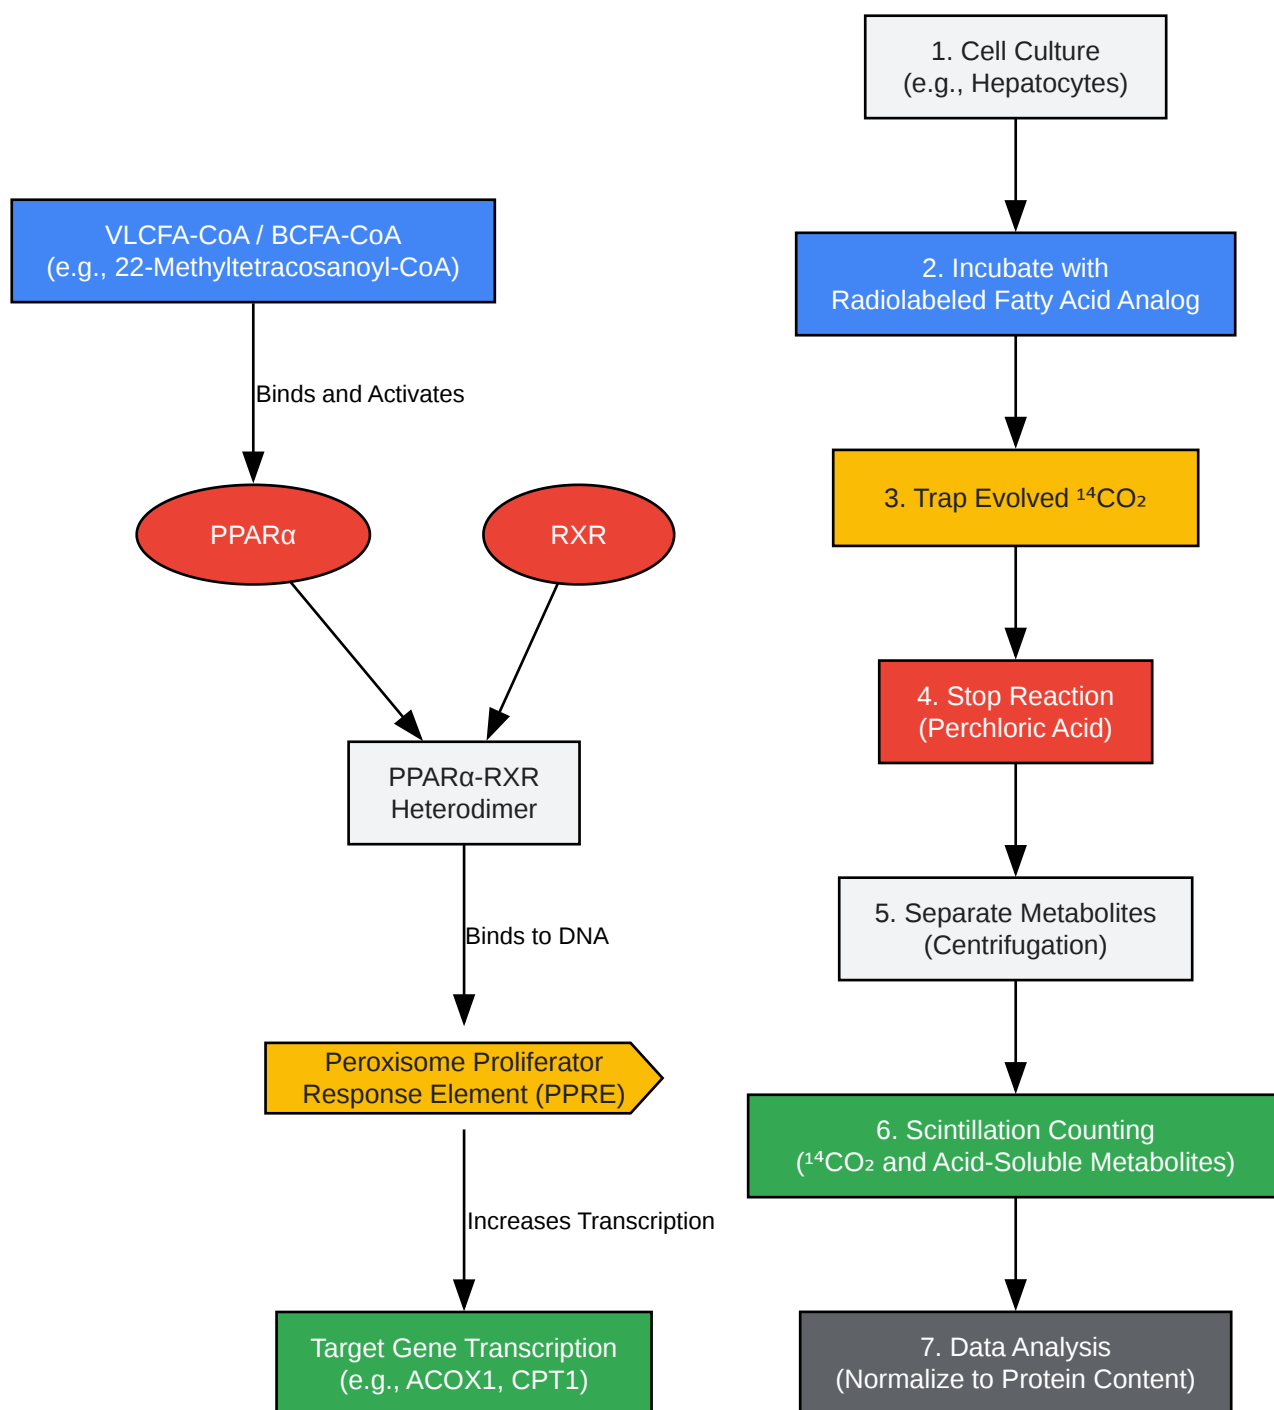 VLCFA-CoA / BCFA-CoA
(e.g., 22-Methyltetracosanoyl-CoA)
Binds and Activates
PPARα
RXR
PPARα-RXR
Heterodimer
Binds to DNA
Peroxisome Proliferator
Response Element (PPRE)
Increases Transcription
Target Gene Transcription
(e.g., ACOX1, CPT1)
1. Cell Culture
(e.g., Hepatocytes)
2. Incubate with
Radiolabeled Fatty Acid Analog
3. Trap Evolved ¹⁴CO₂
4. Stop Reaction
(Perchloric Acid)
5. Separate Metabolites
(Centrifugation)
6. Scintillation Counting
(¹⁴CO₂ and Acid-Soluble Metabolites)
7. Data Analysis
(Normalize to Protein Content)